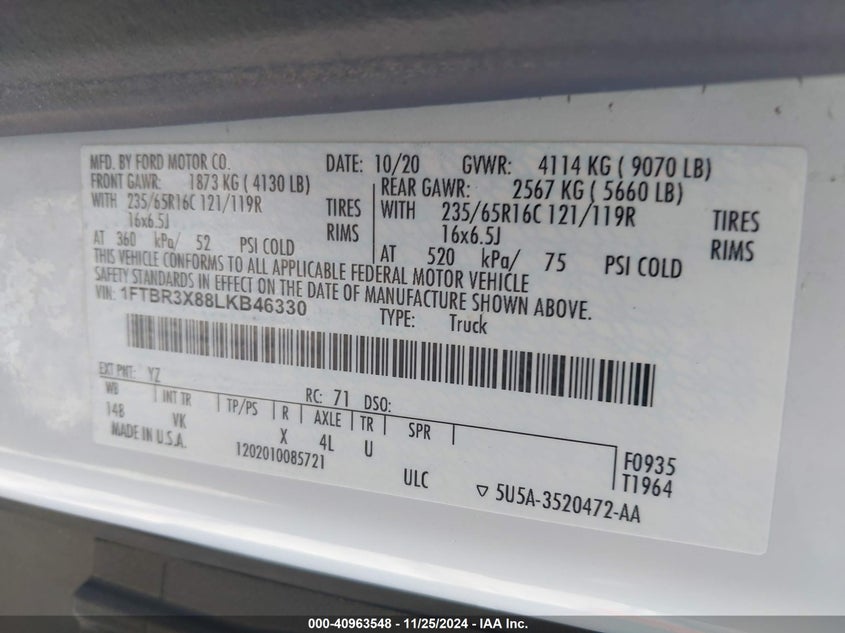 MFD. BY FORD MOTOR CO. DATE: 10/20 GVWR: 4114 KG ( 9070 LB)
FRONT GAWR: 1873 KG ( 4130 LB) REAR GAWR: 2567 KG ( 5660 LB)
WITH 235/65R16C 121/119R TIRES WITH 235/65R16C 121/119R TIRES
16x6.5J RIMS 16x6.5J RIMS
AT 360 kPa/ 52 PSI COLD AT 520 kPa/ 75 PSI COLD
THIS VEHICLE CONFORMS TO ALL APPLICABLE FEDERAL MOTOR VEHICLE
SAFETY STANDARDS IN EFFECT ON THE DATE OF MANUFACTURE SHOWN ABOVE.
VIN: 1FTBR3X88LKB46330 TYPE: Truck
EXT PNT: YZ RC: 71 DSO:
WB INT TR TP/PS R AXLE TR SPR
148 VK X 4L U
F0935
T1964
MADE IN U.S.A. 1202010085721 ULC ▽ 5U5A-3520472-AA
000-40963548 - 11/25/2024 - IAA Inc.